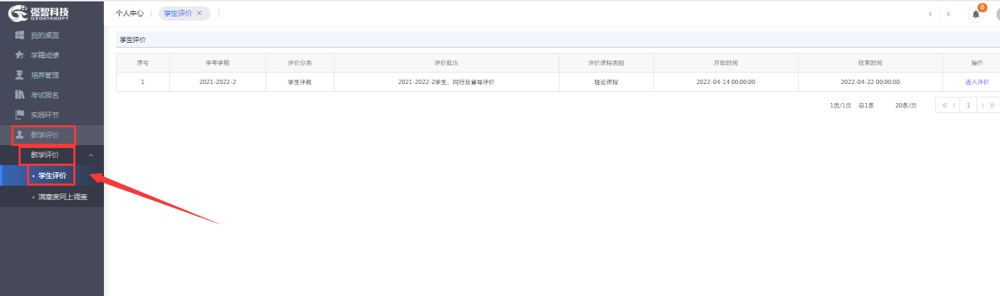 强智科技
QZDATASOFT
我的桌面
学籍成绩
培养管理
考试报名
实践环节
教学评价
教学评价
学生评价
满意度网上调查
个人中心 学生评价 ×
0
学生评价
序号 学年学期 评价分类 评价批次 评价课程类别 开始时间 结束时间 操作
1 2021-2022-2 学生评教 2021-2022-2学生、同行及督导评价 理论课程 2022-04-14 00:00:00 2022-04-22 00:00:00 进入评价
1页/1页 总1条 20条/页 1